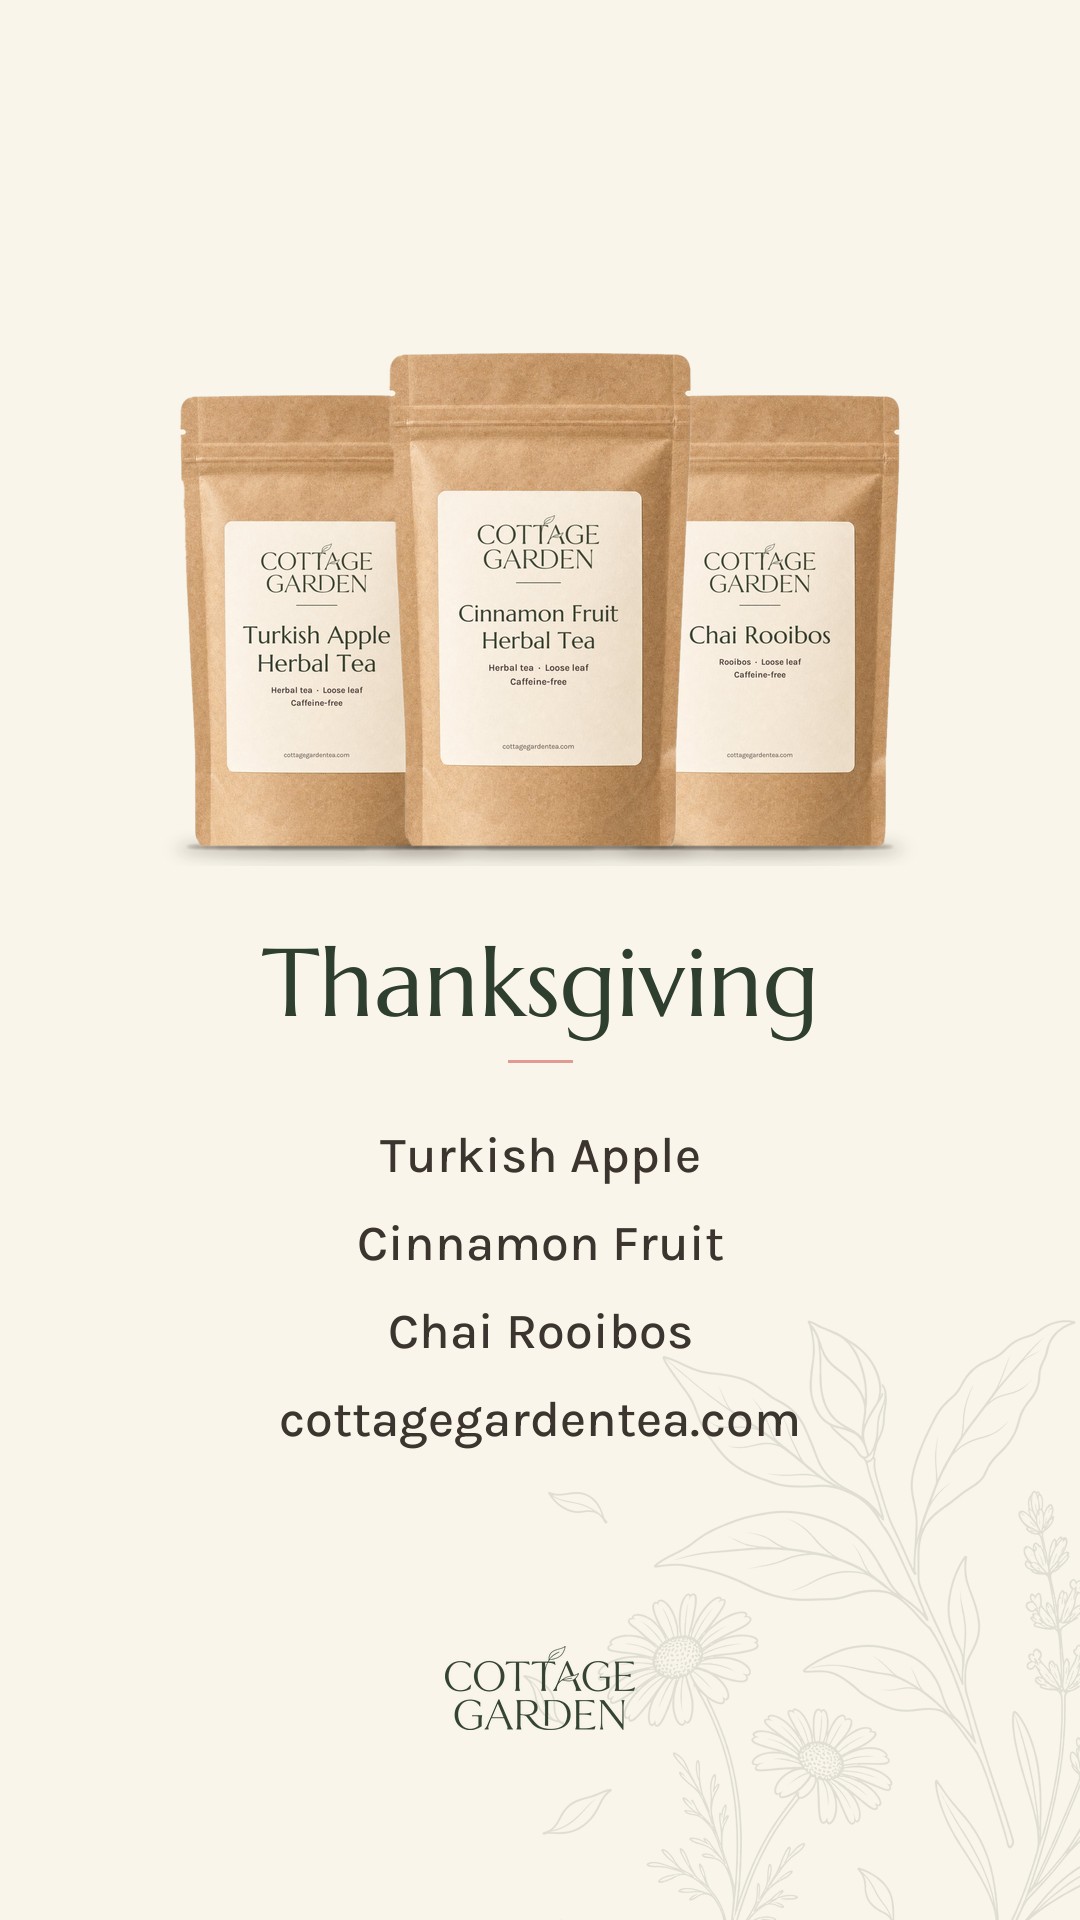 COTTAGE
GARDEN
Turkish Apple
Herbal Tea
Herbal tea · Loose leaf
Caffeine-free
cottagegardentea.com
COTTAGE
GARDEN
Cinnamon Fruit
Herbal Tea
Herbal tea · Loose leaf
Caffeine-free
cottagegardentea.com
COTTAGE
GARDEN
Chai Rooibos
Rooibos · Loose leaf
Caffeine-free
cottagegardentea.com
Thanksgiving
Turkish Apple
Cinnamon Fruit
Chai Rooibos
cottagegardentea.com
COTTAGE
GARDEN